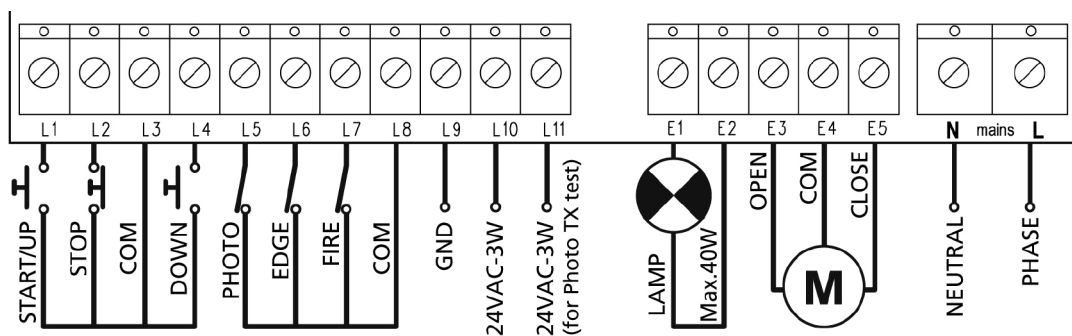 L1 L2 L3 L4 L5 L6 L7 L8 L9 L10 L11
E1 E2 E3 E4 E5
N mains L
START/UP
STOP
COM
DOWN
PHOTO
EDGE
FIRE
COM
GND
24VAC-3W
24VAC-3W
(for Photo TX test)
LAMP
Max.40W
OPEN
COM
CLOSE
M
NEUTRAL
PHASE